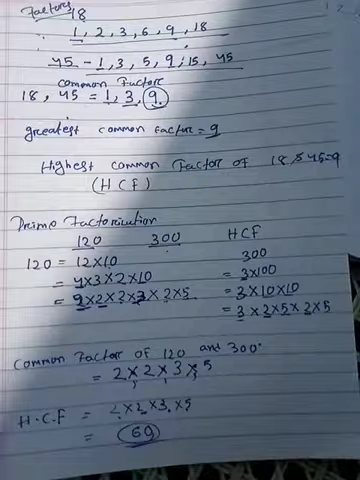 Factors
18
∴ 1, 2, 3, 6, 9, 18
45 - 1, 3, 5, 9, 15, 45
common Factor
18, 45 = 1, 3, 9.
greatest common factor = 9
Highest common Factor of 18 & 45 = 9
(HCF)
Prime Factorization
120 300 HCF
120 = 12×10
= 4×3×2×10
= 2×2×3×2×5
300
= 3×100
= 3×10×10
= 3×2×5×2×5
Common Factor of 120 and 300.
= 2×2×3×5
H.C.F = 2×2×3×5
= 60